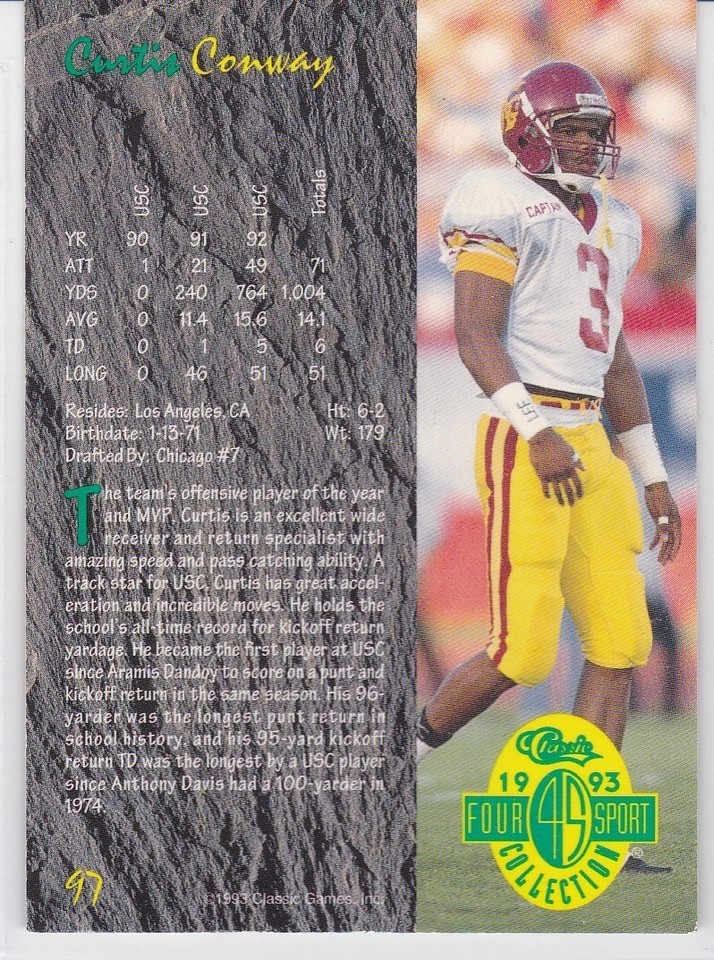 Curtis Conway
USC USC USC Totals
YR 90 91 92
ATT 1 21 49 71
YDS 0 240 764 1,004
AVG 0 11.4 15.6 14.1
TD 0 1 5 6
LONG 0 46 51 51
Resides: Los Angeles, CA Ht: 6-2
Birthdate: 1-13-71 Wt: 179
Drafted By: Chicago #7
The team's offensive player of the year
and MVP, Curtis is an excellent wide
receiver and return specialist with
amazing speed and pass catching ability. A
track star for USC, Curtis has great accel-
eration and incredible moves. He holds the
school's all-time record for kickoff return
yardage. He became the first player at USC
since Aramis Dandoy to score on a punt and
kickoff return in the same season. His 96-
yarder was the longest punt return in
school history, and his 95-yard kickoff
return TD was the longest by a USC player
since Anthony Davis had a 100-yarder in
1974.
97
©1993 Classic Games, Inc.
CAPTAIN
3
Classic
1993
FOUR 4S SPORT
COLLECTION
®